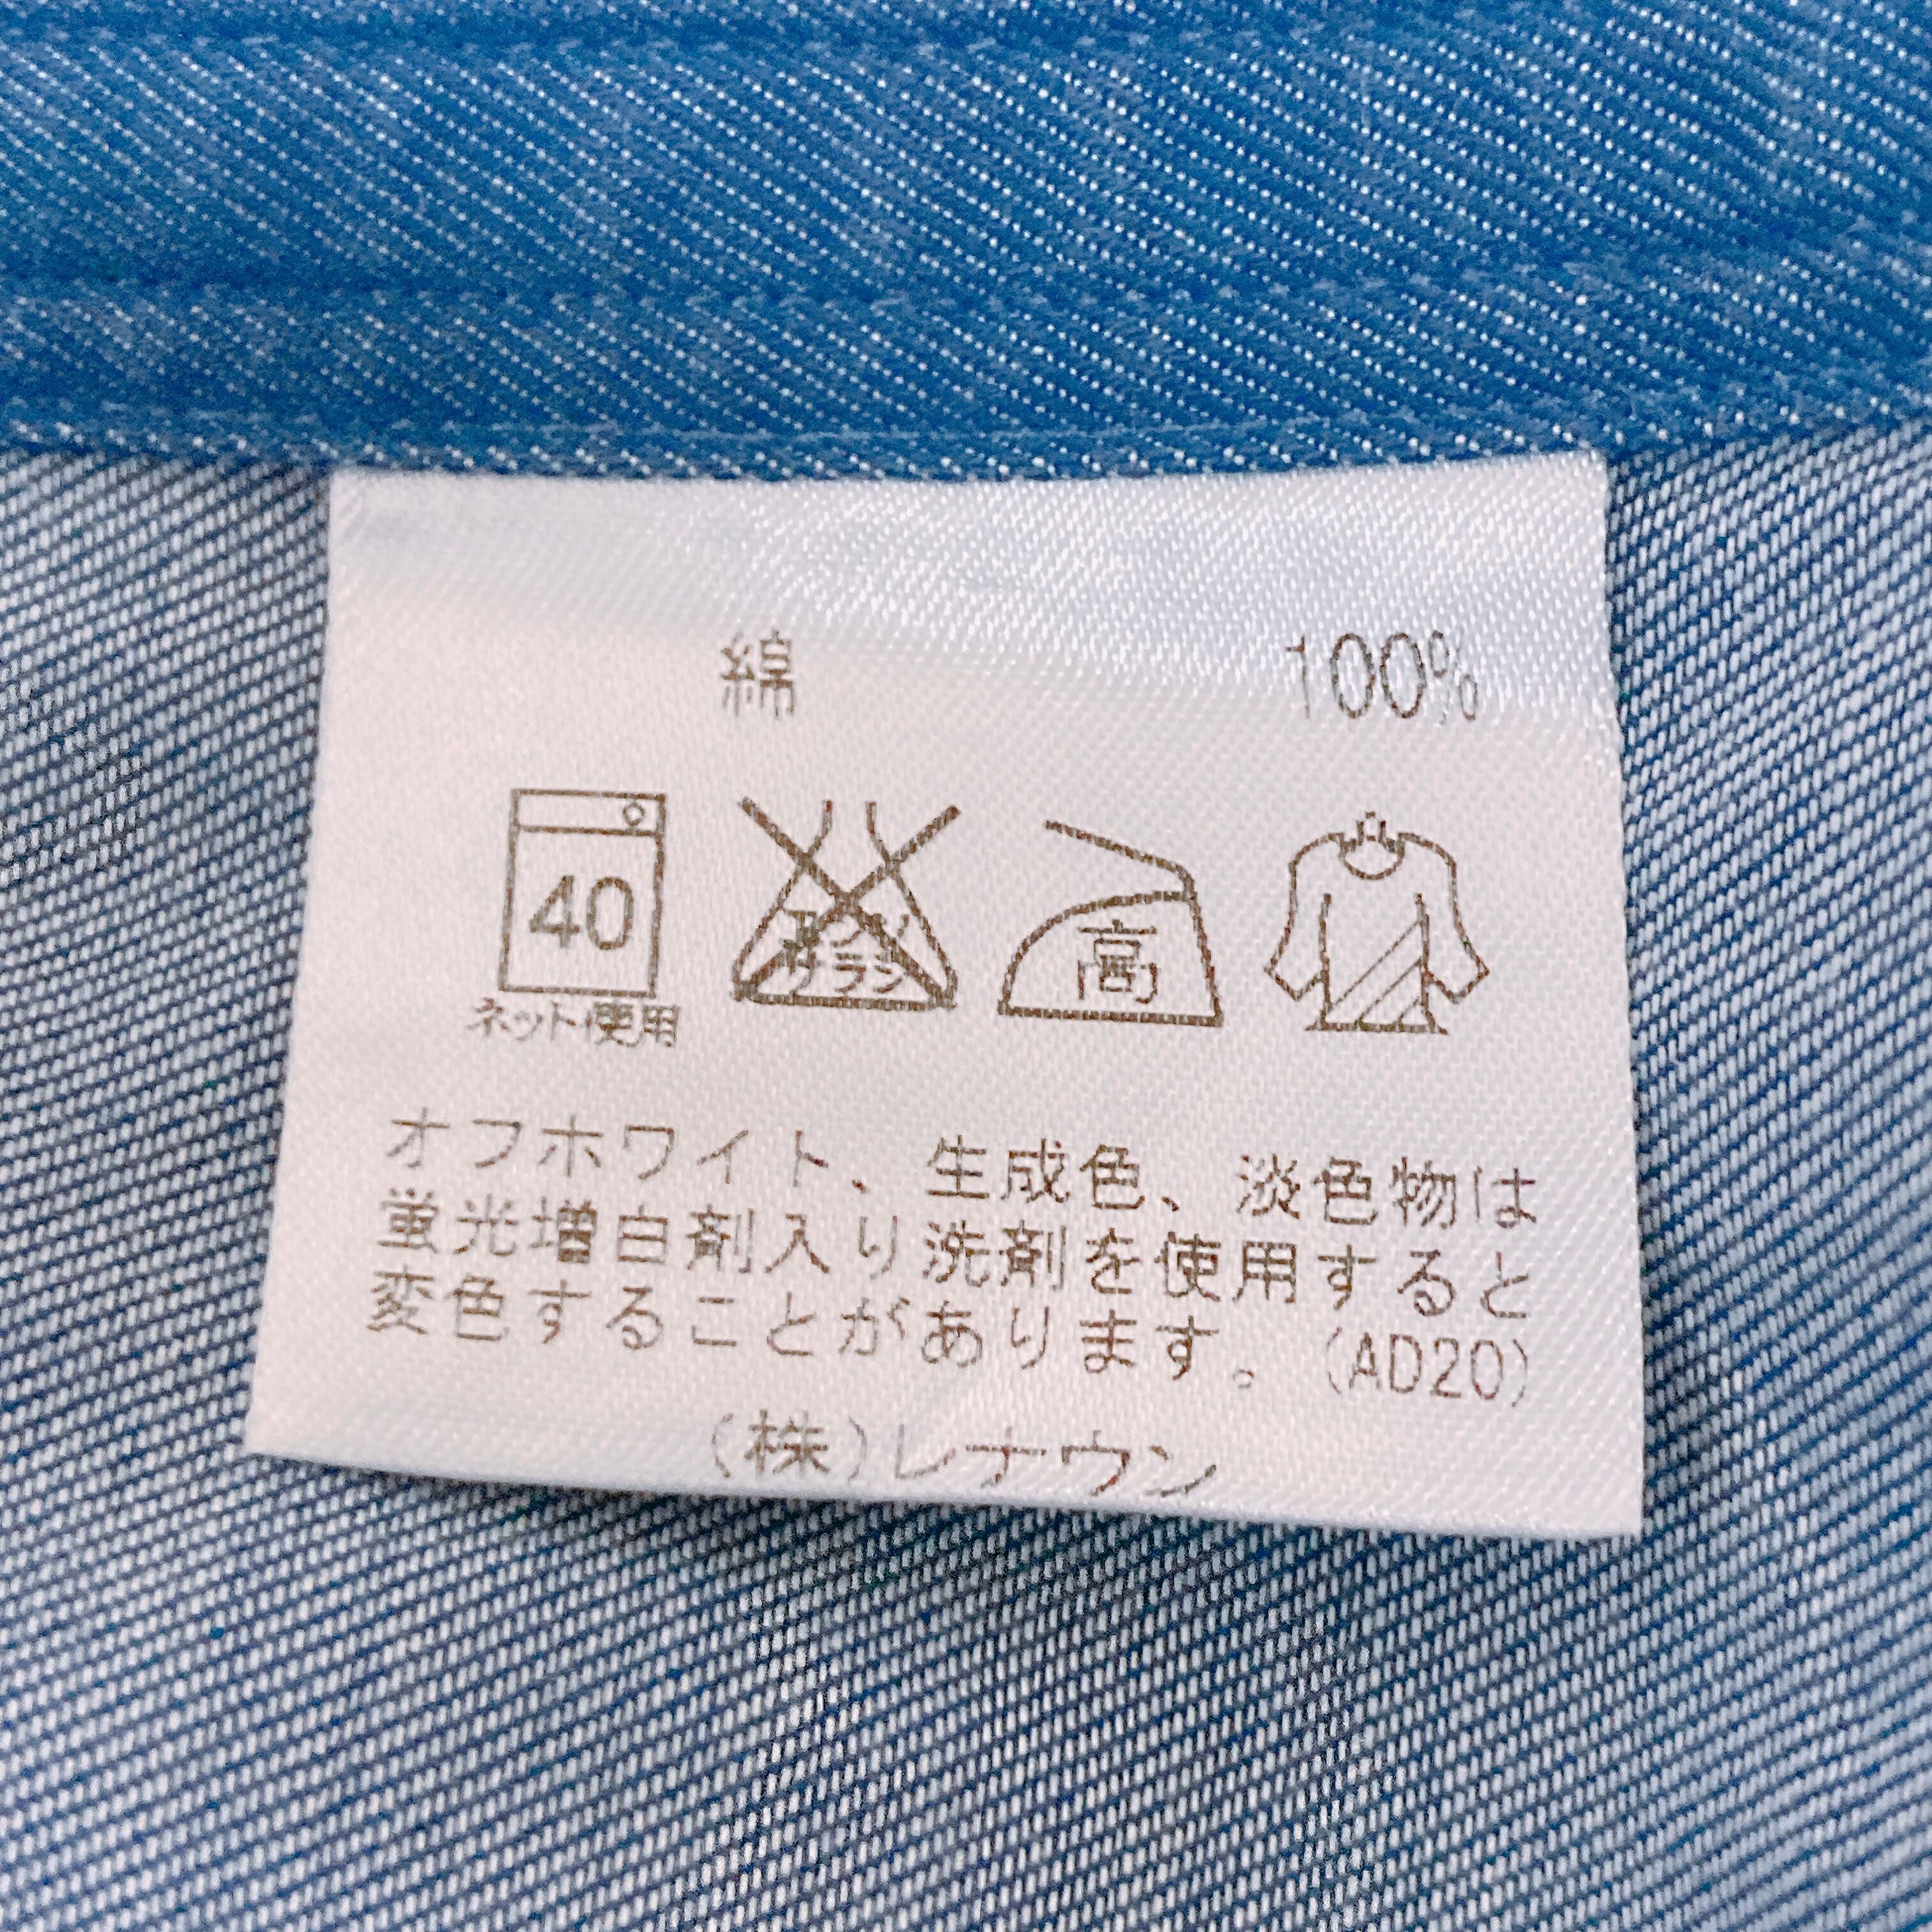 綿 100%
40
エンソ
サラシ
高
ネット使用
オフホワイト、生成色、淡色物は
蛍光増白剤入り洗剤を使用すると
変色することがあります。(AD20)
(株)レナウン